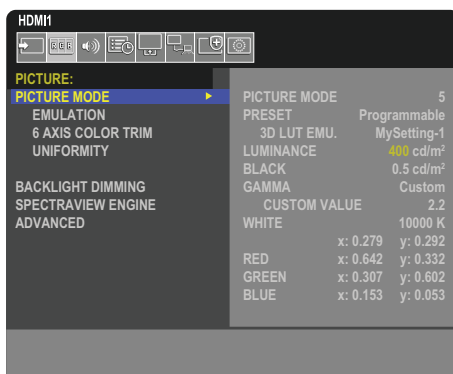 HDMI1
RGB
PICTURE:
PICTURE MODE
EMULATION
6 AXIS COLOR TRIM
UNIFORMITY
BACKLIGHT DIMMING
SPECTRAVIEW ENGINE
ADVANCED
PICTURE MODE 5
PRESET Programmable
3D LUT EMU. MySetting-1
LUMINANCE 400 cd/m²
BLACK 0.5 cd/m²
GAMMA Custom
CUSTOM VALUE 2.2
WHITE 10000 K
x: 0.279 y: 0.292
RED x: 0.642 y: 0.332
GREEN x: 0.307 y: 0.602
BLUE x: 0.153 y: 0.053